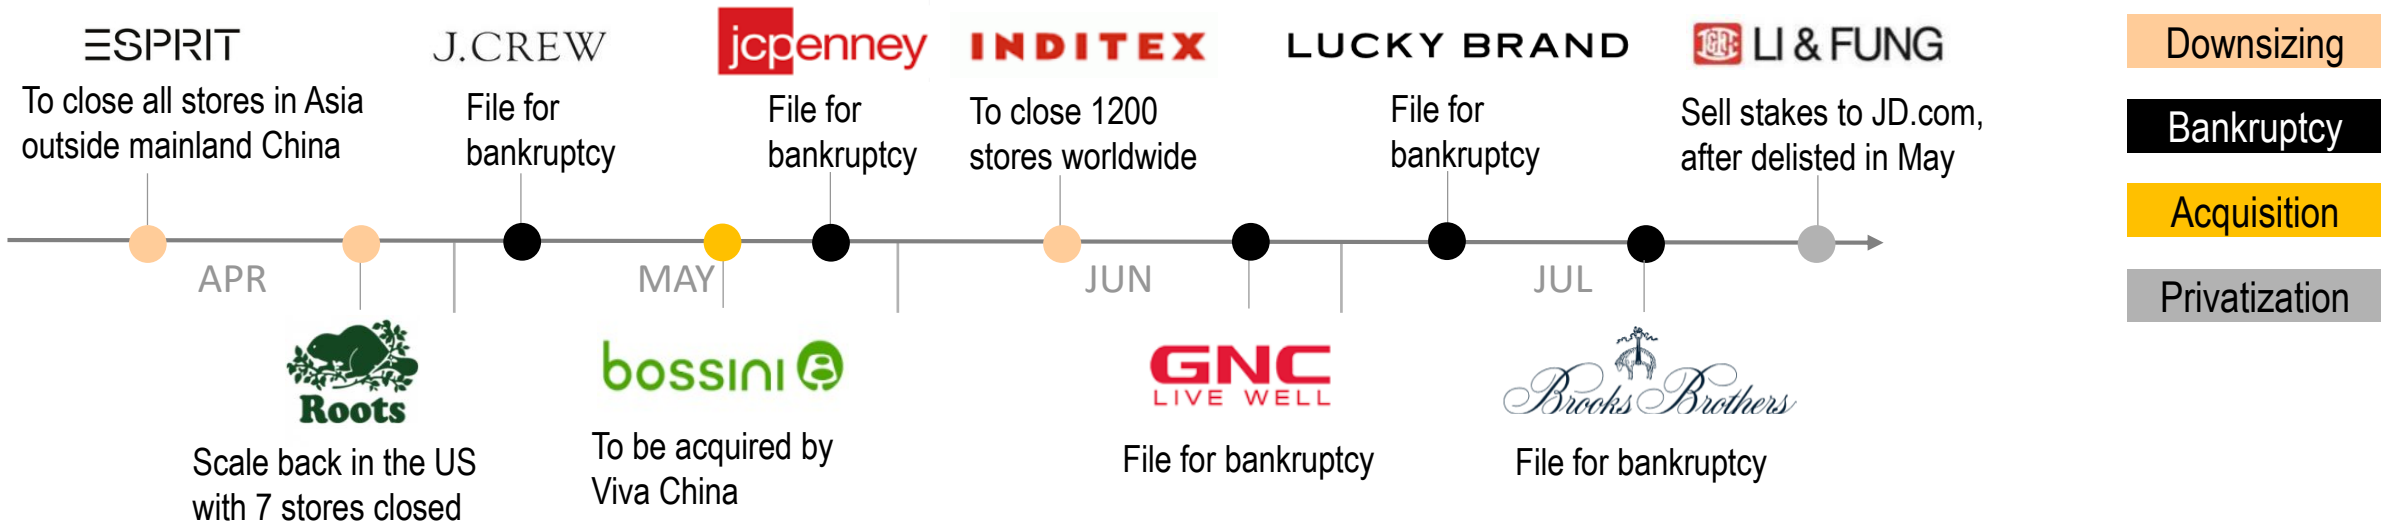 ESPRIT
To close all stores in Asia
outside mainland China
J.CREW
File for
bankruptcy
jcpenney
File for
bankruptcy
INDITEX
To close 1200
stores worldwide
LUCKY BRAND
File for
bankruptcy
LI & FUNG
Sell stakes to JD.com,
after delisted in May
Downsizing
Bankruptcy
Acquisition
Privatization
APR
MAY
JUN
JUL
Roots
Scale back in the US
with 7 stores closed
bossini
To be acquired by
Viva China
GNC
LIVE WELL
File for bankruptcy
Brooks Brothers
File for bankruptcy